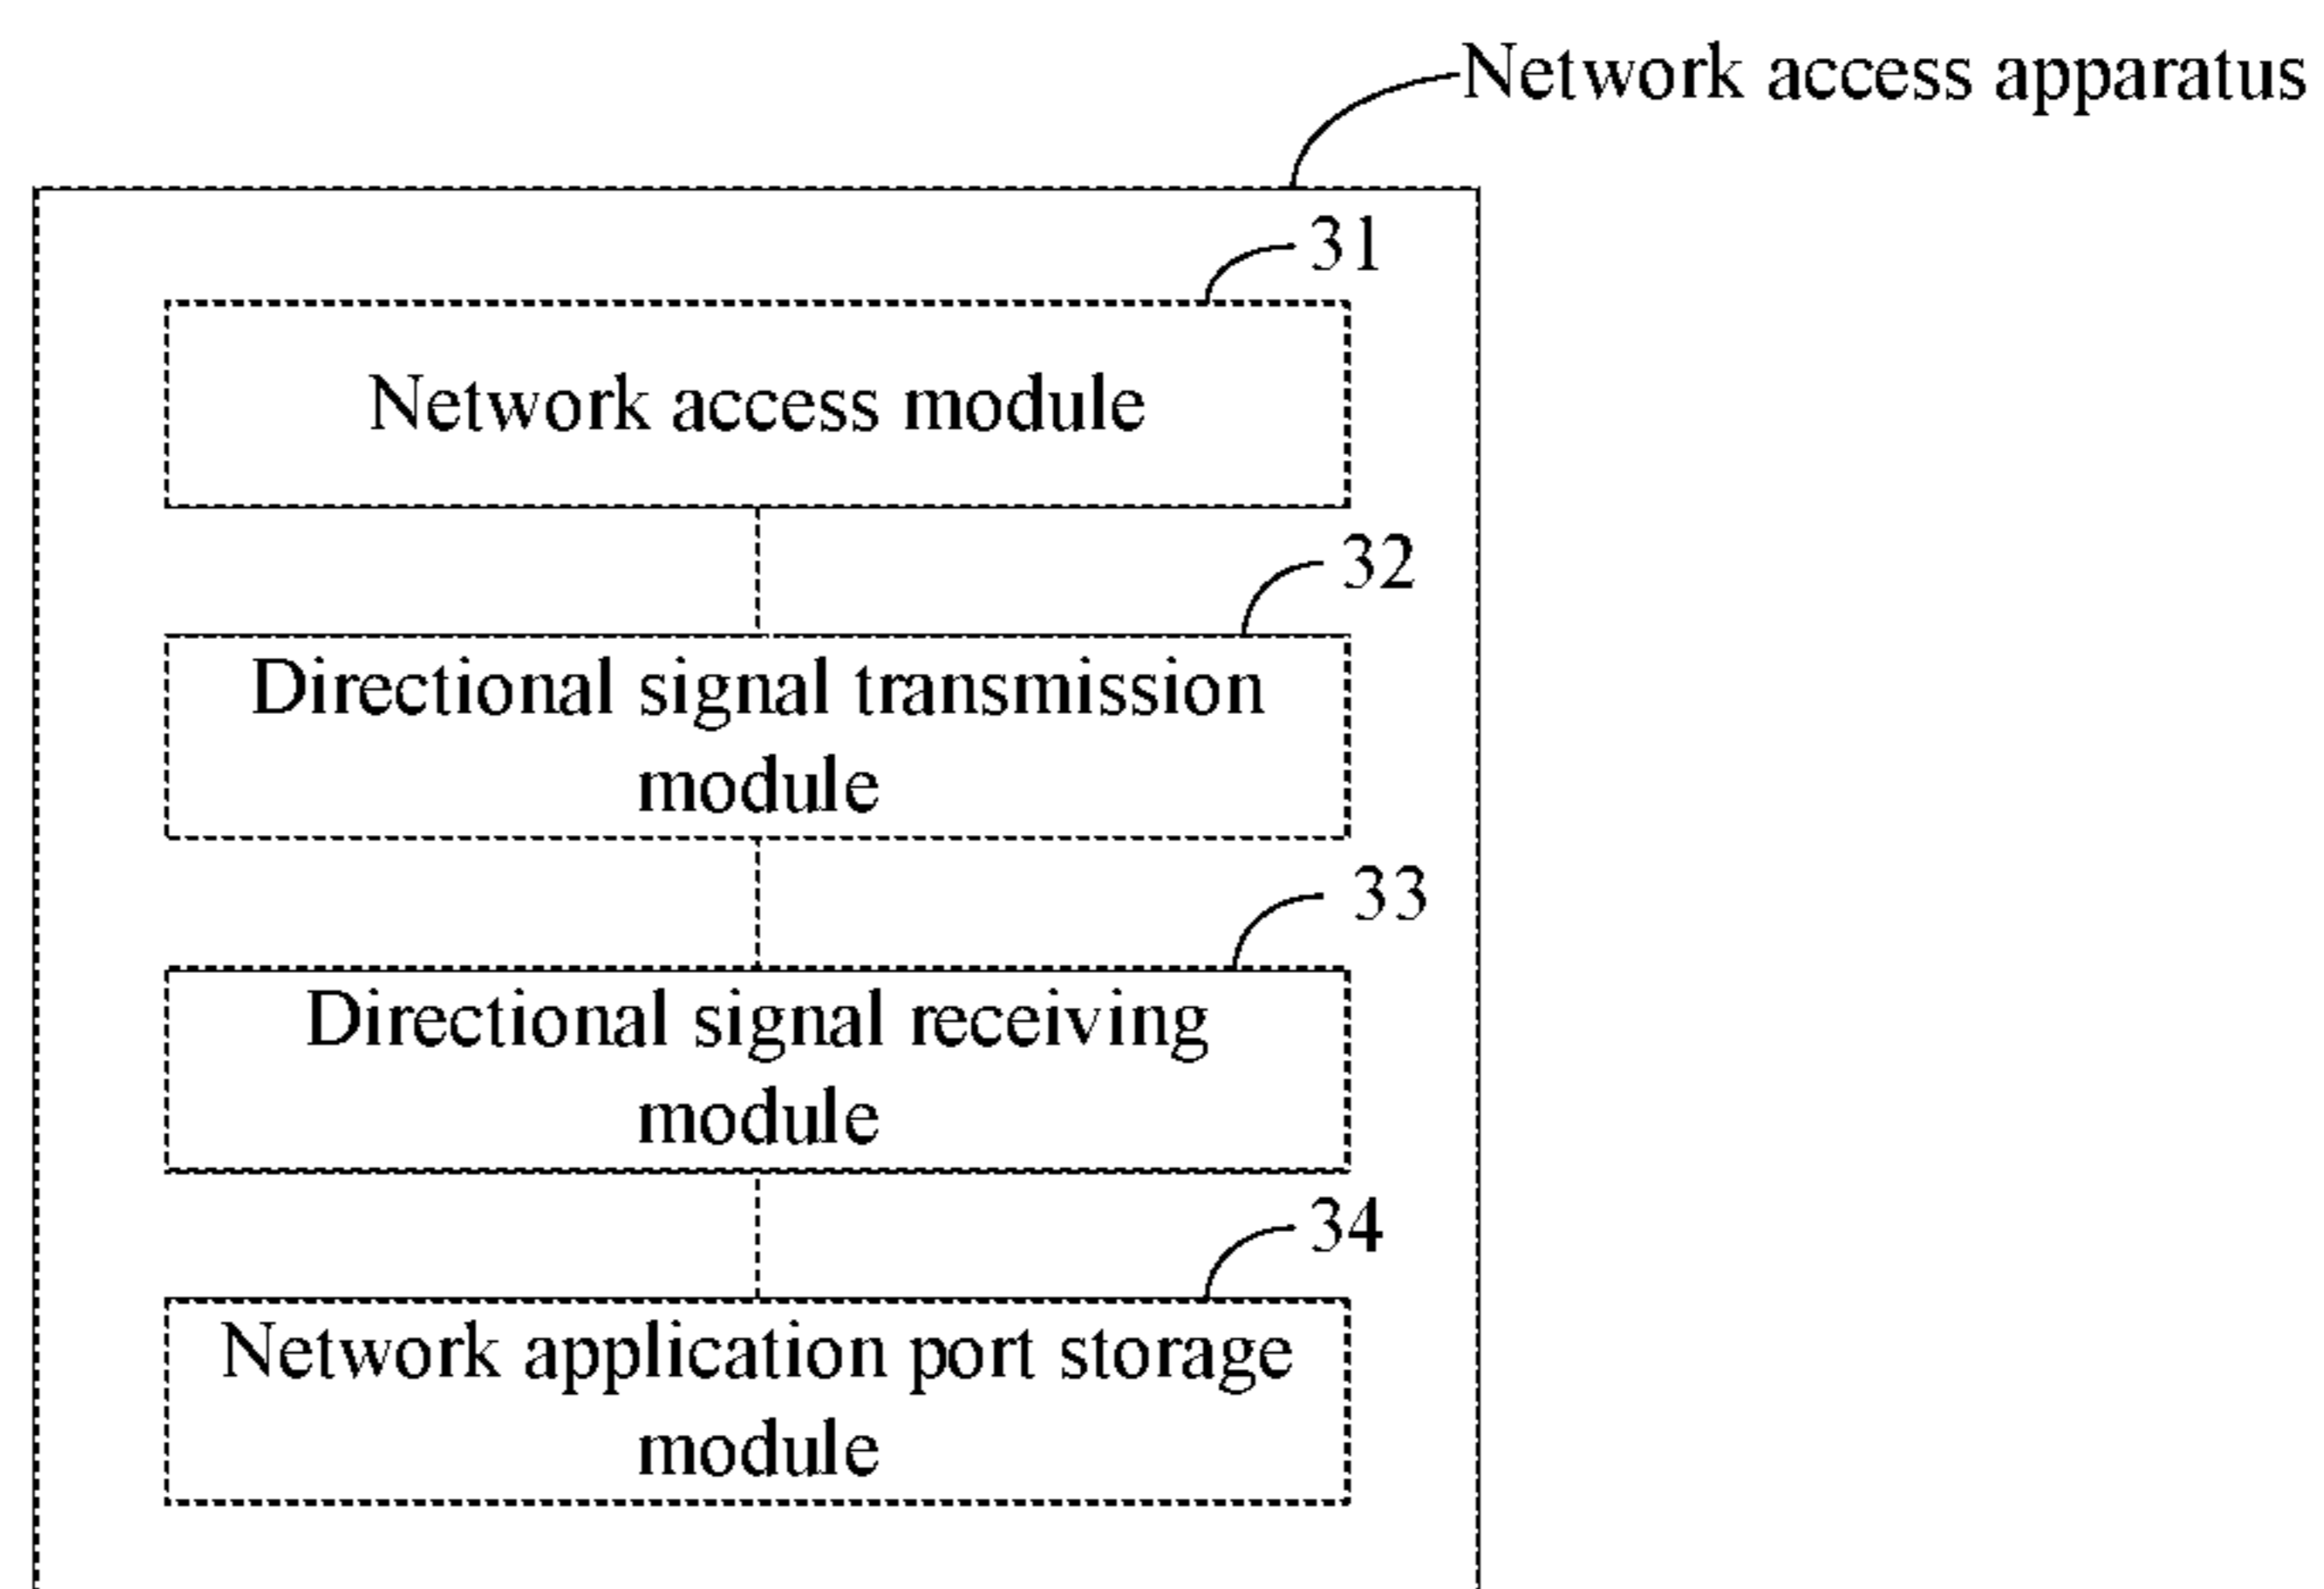 Network access apparatus
31
Network access module
32
Directional signal transmission
module
33
Directional signal receiving
module
34
Network application port storage
module